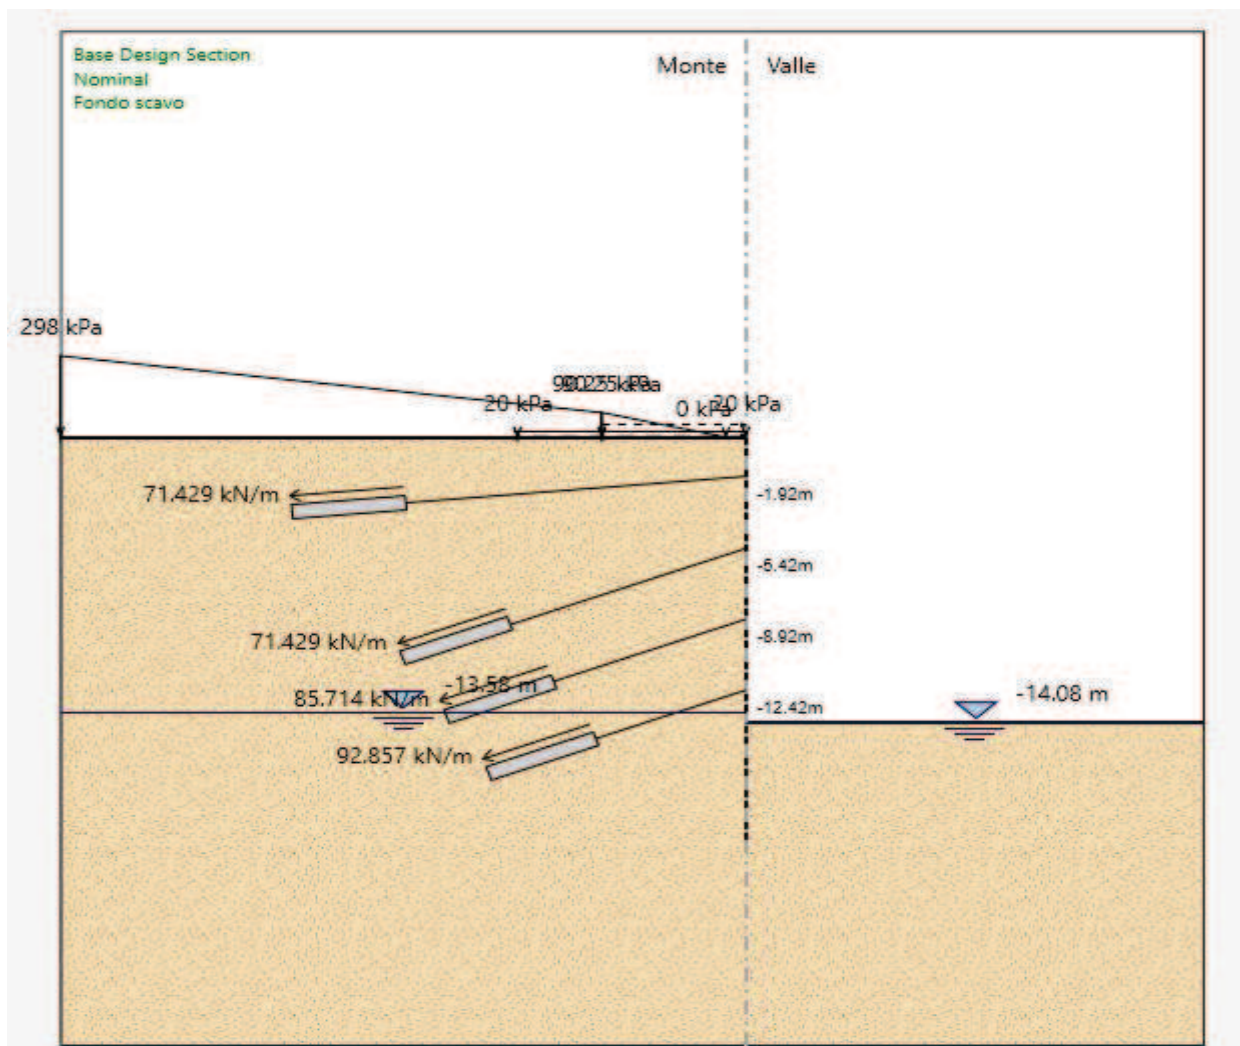 Base Design Section
Nominal
Fondo scavo
Monte
Valle
298 kPa
20 kPa
0 kPa
20 kPa
71.429 kN/m
-1.92m
-5.42m
71.429 kN/m
-8.92m
85.714 kN/m
-13.58 m
-12.42m
-14.08 m
92.857 kN/m